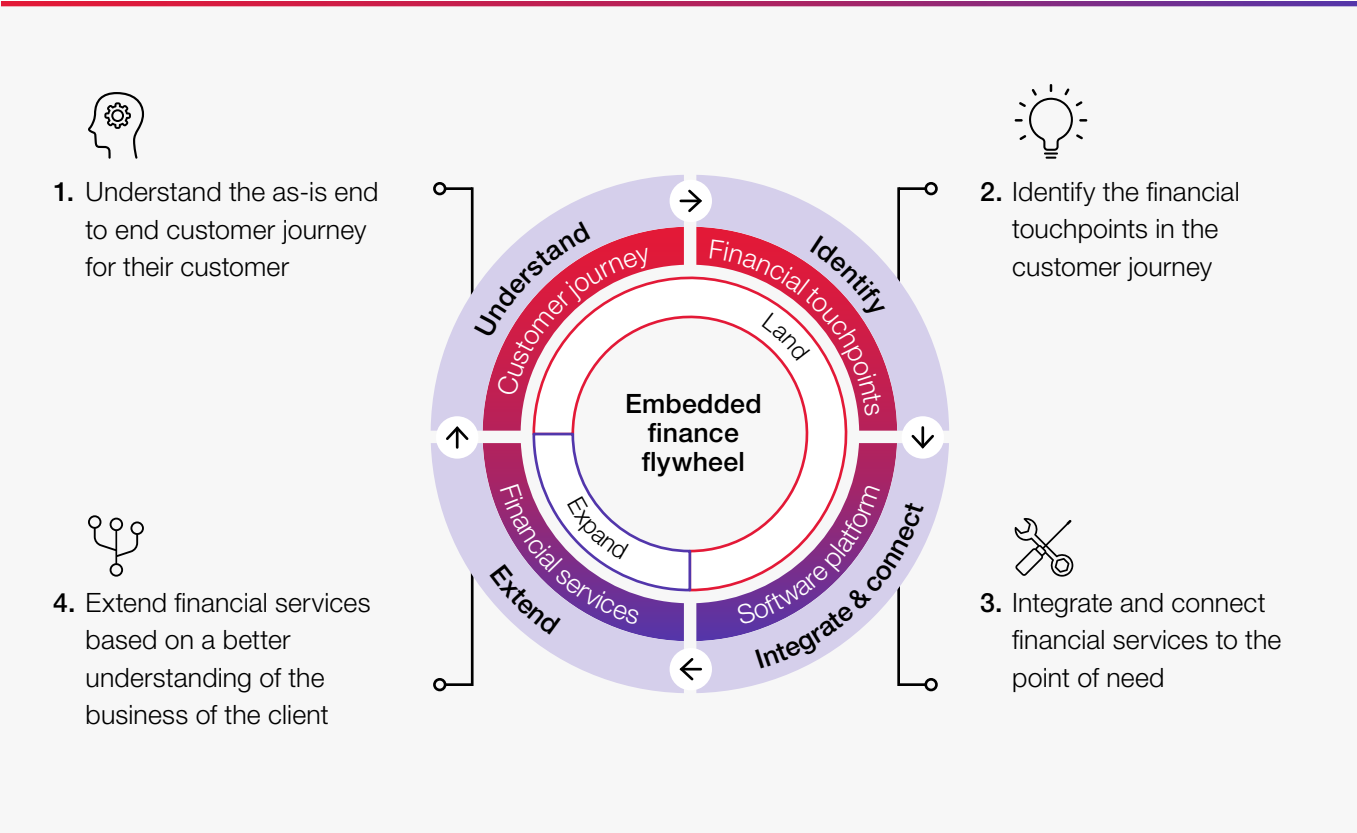 1. Understand the as-is end
to end customer journey
for their customer
2. Identify the financial
touchpoints in the
customer journey
Understand
Identify
Customer journey
Financial touchpoints
Land
Embedded
finance
flywheel
Expand
Financial services
Software platform
Extend
Integrate & connect
4. Extend financial services
based on a better
understanding of the
business of the client
3. Integrate and connect
financial services to the
point of need